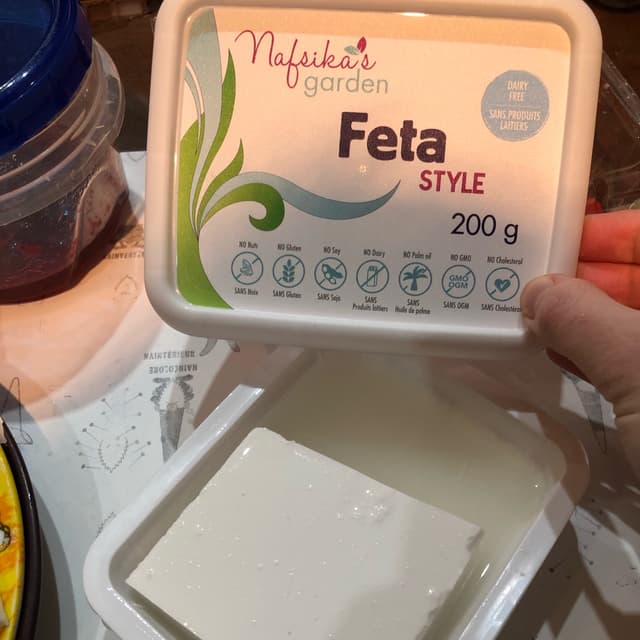 Nafsika's
garden
DAIRY
FREE
SANS PRODUITS
LAITIERS
Feta
STYLE
200 g
NO Nuts
NO Gluten
NO Soy
NO Dairy
NO Palm oil
NO GMO
NO Cholesterol
GMO
OGM
SANS Noix
SANS Gluten
SANS Soja
SANS
Produits laitiers
SANS
Huile de palme
SANS OGM
SANS Cholestérol
HAIRCOLORE